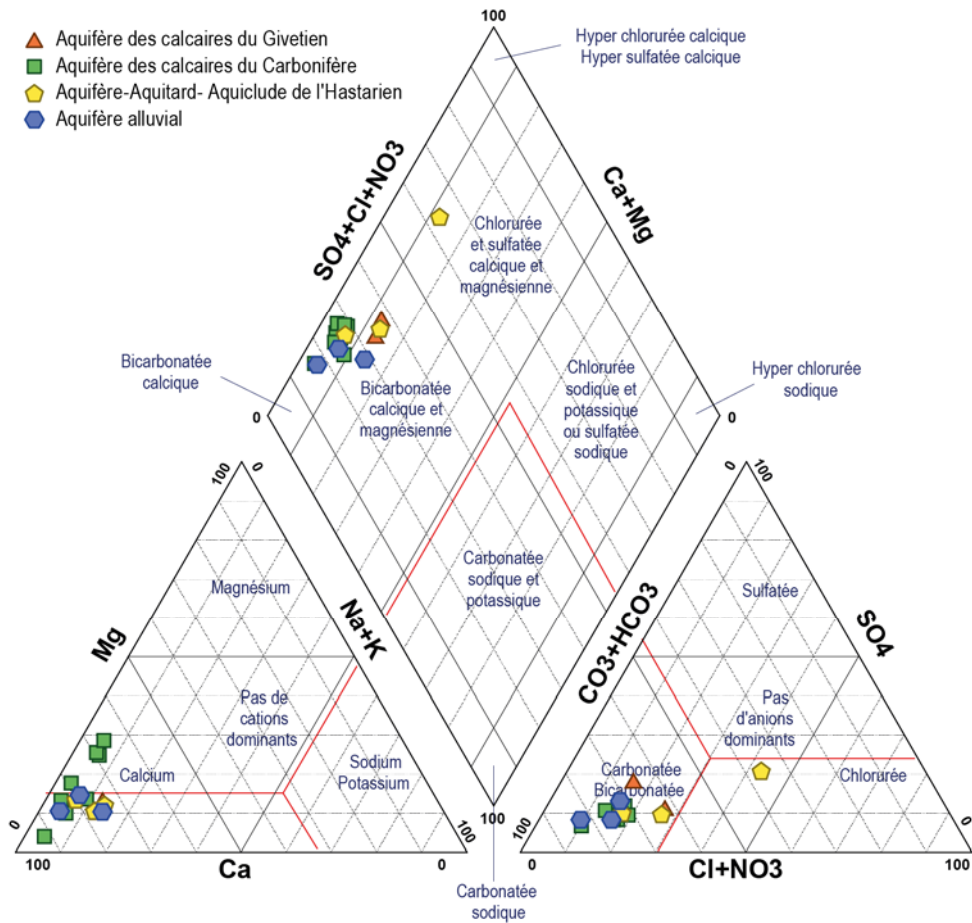 Aquifère des calcaires du Givetien
Aquifère des calcaires du Carbonifère
Aquifère-Aquitard- Aquiclude de l'Hastarien
Aquifère alluvial
100
Hyper chlorurée calcique
Hyper sulfatée calcique
SO4+Cl+NO3
Ca+Mg
Chlorurée
et sulfatée
calcique et
magnésienne
Bicarbonatée
calcique
Bicarbonatée
calcique et
magnésienne
Chlorurée
sodique et
potassique
ou sulfatée
sodique
Hyper chlorurée
sodique
0
0
Carbonatée
sodique et
potassique
100
0
Magnésium
Mg
Na+K
Pas de
cations
dominants
Calcium
Sodium
Potassium
0
100
100
Ca
0
CO3+HCO3
SO4
0
100
Sulfatée
Pas
d'anions
dominants
Carbonatée
Bicarbonatée
Chlorurée
100
0
0
Cl+NO3
100
100
Carbonatée
sodique